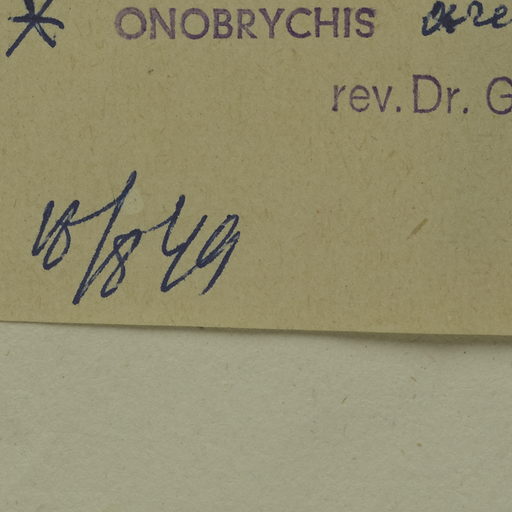 * ONOBRYCHIS
rev. Dr. G
18/8 49